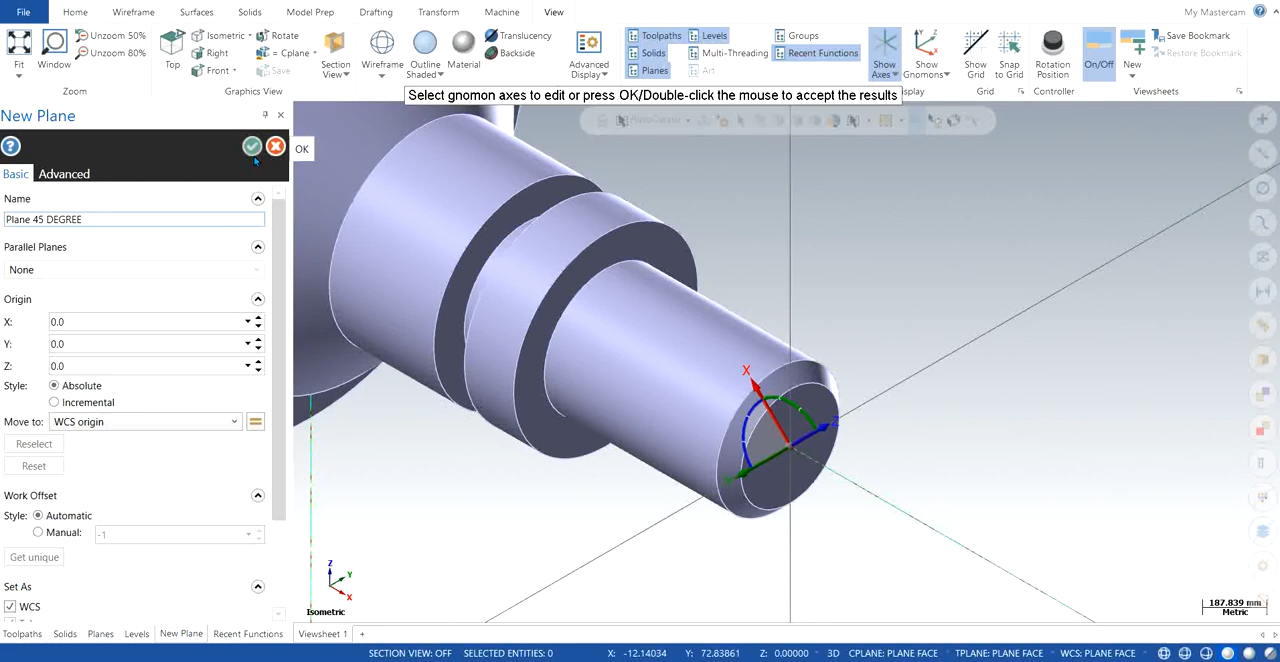 File Home Wireframe Surfaces Solids Model Prep Drafting Transform Machine View My Mastercam
Fit
Window
Unzoom 50%
Unzoom 80%
Zoom
Top
Isometric
Right
Front
Rotate
= Cplane
Save
Graphics View
Section View
Wireframe
Outline Shaded
Material
Translucency
Backside
Advanced Display
Toolpaths
Solids
Planes
Levels
Multi-Threading
Art
Groups
Recent Functions
Show Axes
Show Gnomons
splay
Show Grid
Snap to Grid
Grid
Rotation Position
Controller
On/Off
New
Save Bookmark
Restore Bookmark
Viewsheets
Select gnomon axes to edit or press OK/Double-click the mouse to accept the results
AutoCursor
New Plane
OK
Basic Advanced
Name
Plane 45 DEGREE
Parallel Planes
None
Origin
X: 0.0
Y: 0.0
Z: 0.0
Style: Absolute
Incremental
Move to: WCS origin
Reselect
Reset
Work Offset
Style: Automatic
Manual: -1
Get unique
Set As
WCS
X
Z
Y
Z
Y
X
Isometric
187.839 mm
Metric
Toolpaths Solids Planes Levels New Plane Recent Functions Viewsheet 1 +
SECTION VIEW: OFF SELECTED ENTITIES: 0 X: -12.14034 Y: 72.83861 Z: 0.00000 3D CPLANE: PLANE FACE TPLANE: PLANE FACE WCS: PLANE FACE